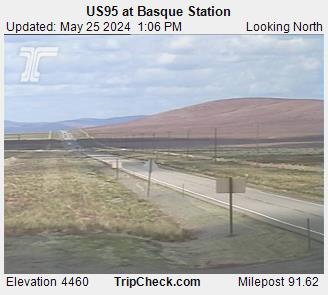 US95 at Basque Station
Updated: May 25 2024  1:06 PM Looking North
Elevation 4460 TripCheck.com Milepost 91.62